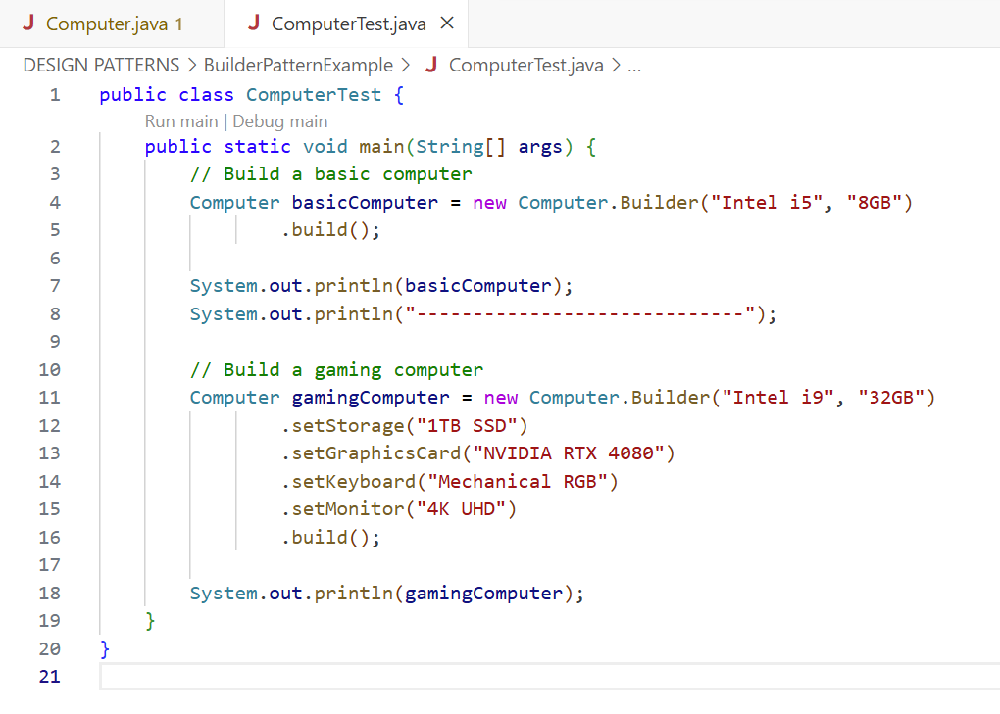 Computer.java 1 ComputerTest.java ×
DESIGN PATTERNS > BuilderPatternExample > ComputerTest.java > ...
1 public class ComputerTest {
Run main | Debug main
2     public static void main(String[] args) {
3         // Build a basic computer
4         Computer basicComputer = new Computer.Builder("Intel i5", "8GB")
5                 .build();
6
7         System.out.println(basicComputer);
8         System.out.println("-----------------------------");
9
10         // Build a gaming computer
11         Computer gamingComputer = new Computer.Builder("Intel i9", "32GB")
12                 .setStorage("1TB SSD")
13                 .setGraphicsCard("NVIDIA RTX 4080")
14                 .setKeyboard("Mechanical RGB")
15                 .setMonitor("4K UHD")
16                 .build();
17
18         System.out.println(gamingComputer);
19     }
20 }
21